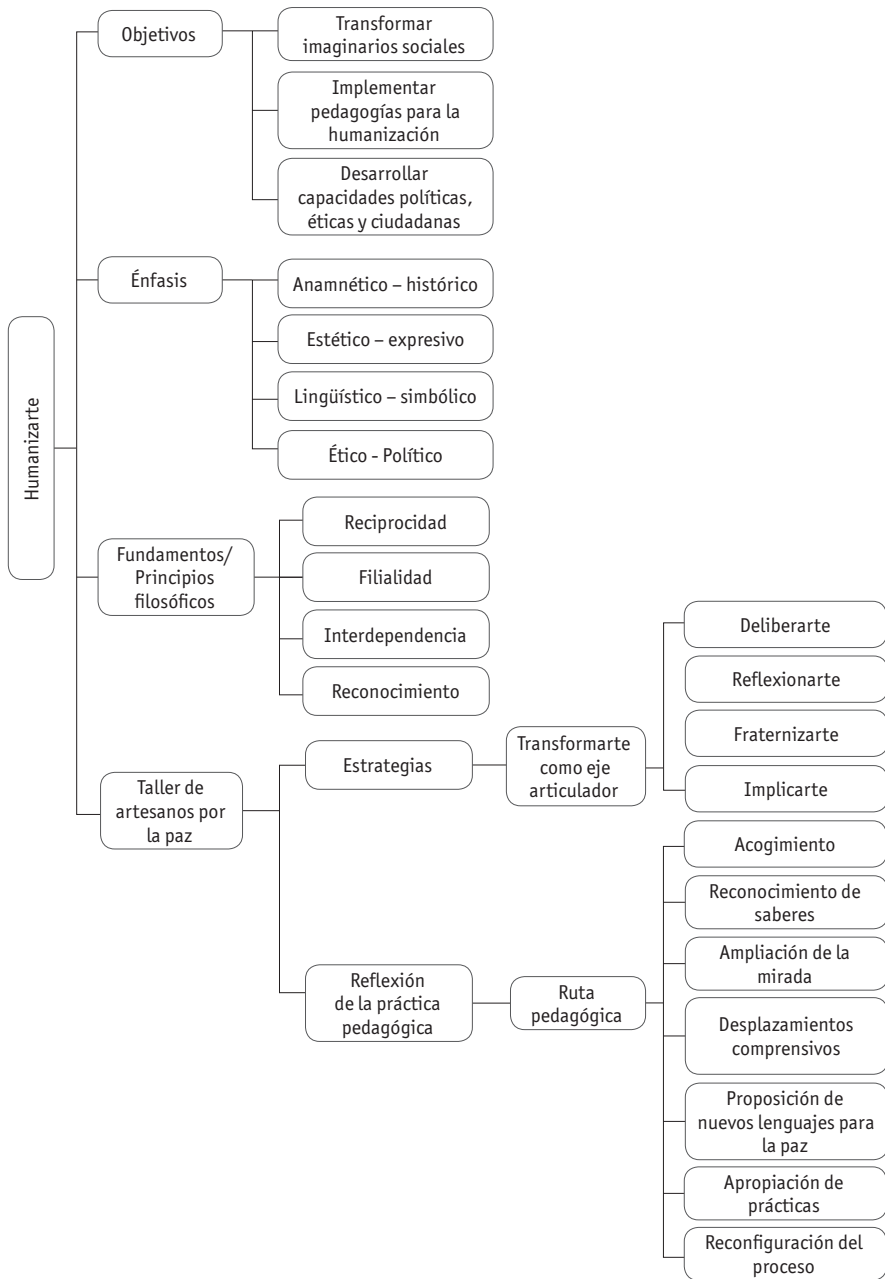 Humanizarte
Objetivos
Transformar
imaginarios sociales
Implementar
pedagogías para la
humanización
Desarrollar
capacidades políticas,
éticas y ciudadanas
Énfasis
Anamnético – histórico
Estético – expresivo
Lingüístico – simbólico
Ético - Político
Fundamentos/
Principios
filosóficos
Reciprocidad
Filialidad
Interdependencia
Reconocimiento
Taller de
artesanos por
la paz
Estrategias
Transformarte
como eje
articulador
Deliberarte
Reflexionarte
Fraternizarte
Implicarte
Reflexión
de la práctica
pedagógica
Ruta
pedagógica
Acogimiento
Reconocimiento de
saberes
Ampliación de la
mirada
Desplazamientos
comprensivos
Proposición de
nuevos lenguajes para
la paz
Apropiación de
prácticas
Reconfiguración del
proceso